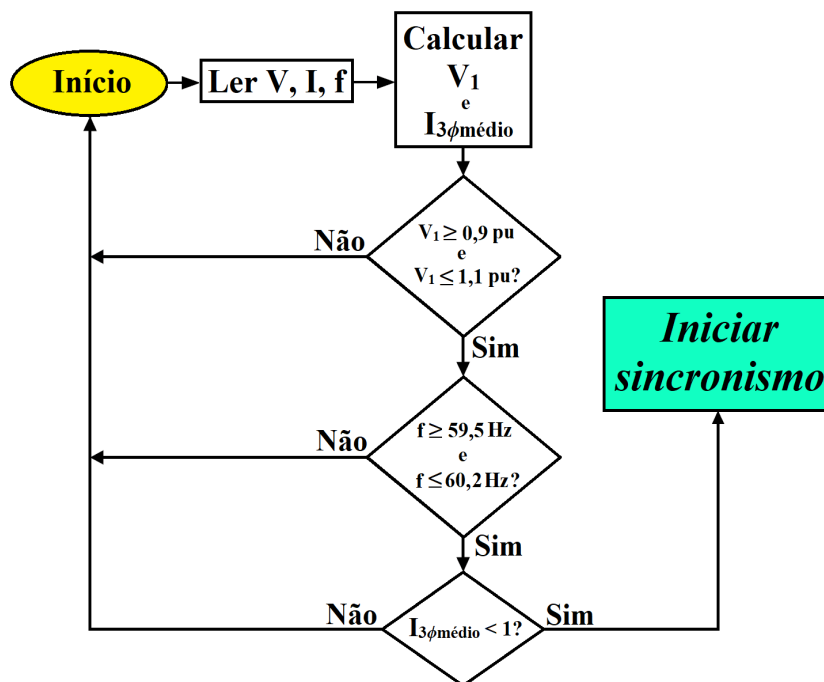 Início
Ler V, I, f
Calcular
V₁
e
I₃ϕmédio
Não
V₁ ≥ 0,9 pu
e
V₁ ≤ 1,1 pu?
Sim
Iniciar
sincronismo
Não
f ≥ 59,5 Hz
e
f ≤ 60,2 Hz?
Sim
Não
I₃ϕmédio < 1?
Sim